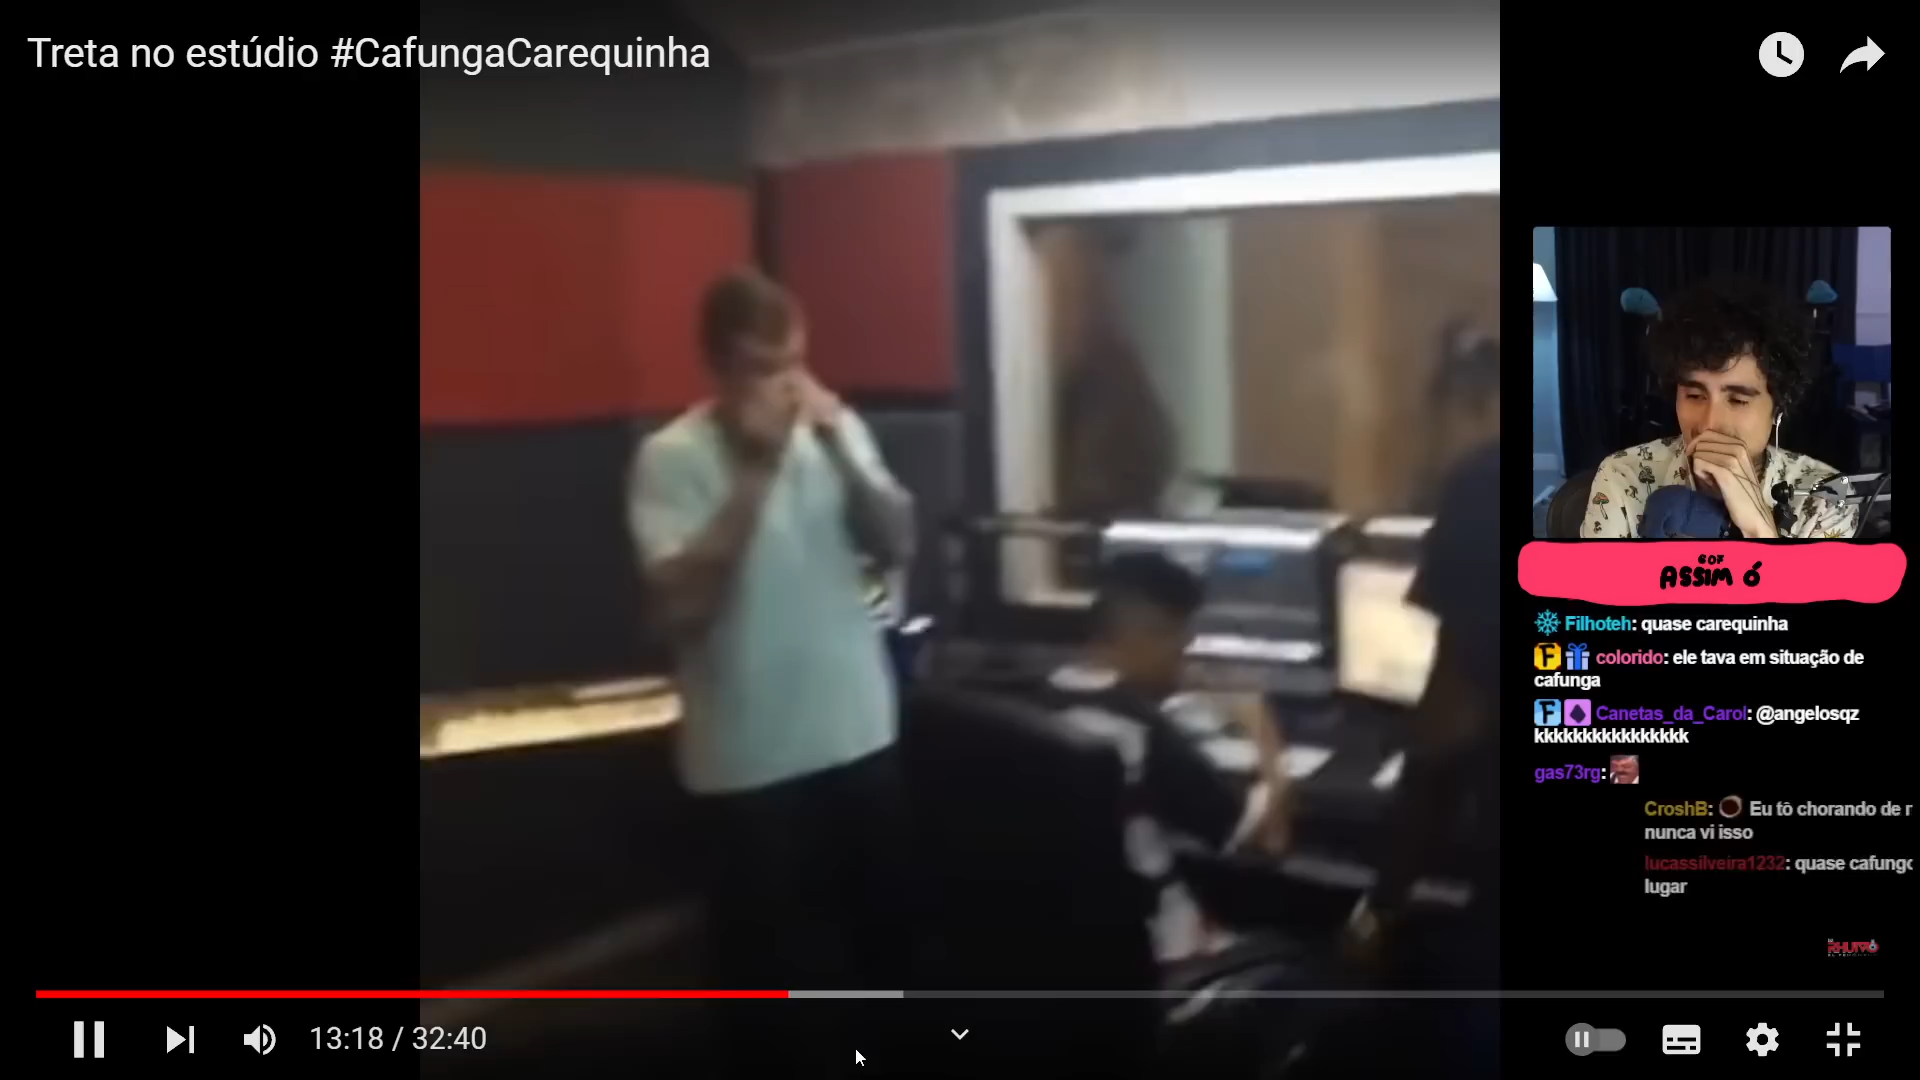 Treta no estúdio #CafungaCarequinha
GOF
ASSIM Ó
Filhoteh: quase carequinha
colorido: ele tava em situação de
cafunga
Canetas_da_Carol: @angelosqz
kkkkkkkkkkkkkkkk
gas73rg:
CroshB: Eu tô chorando de r
nunca vi isso
lucassilveira1232: quase cafungo
lugar
13:18 / 32:40